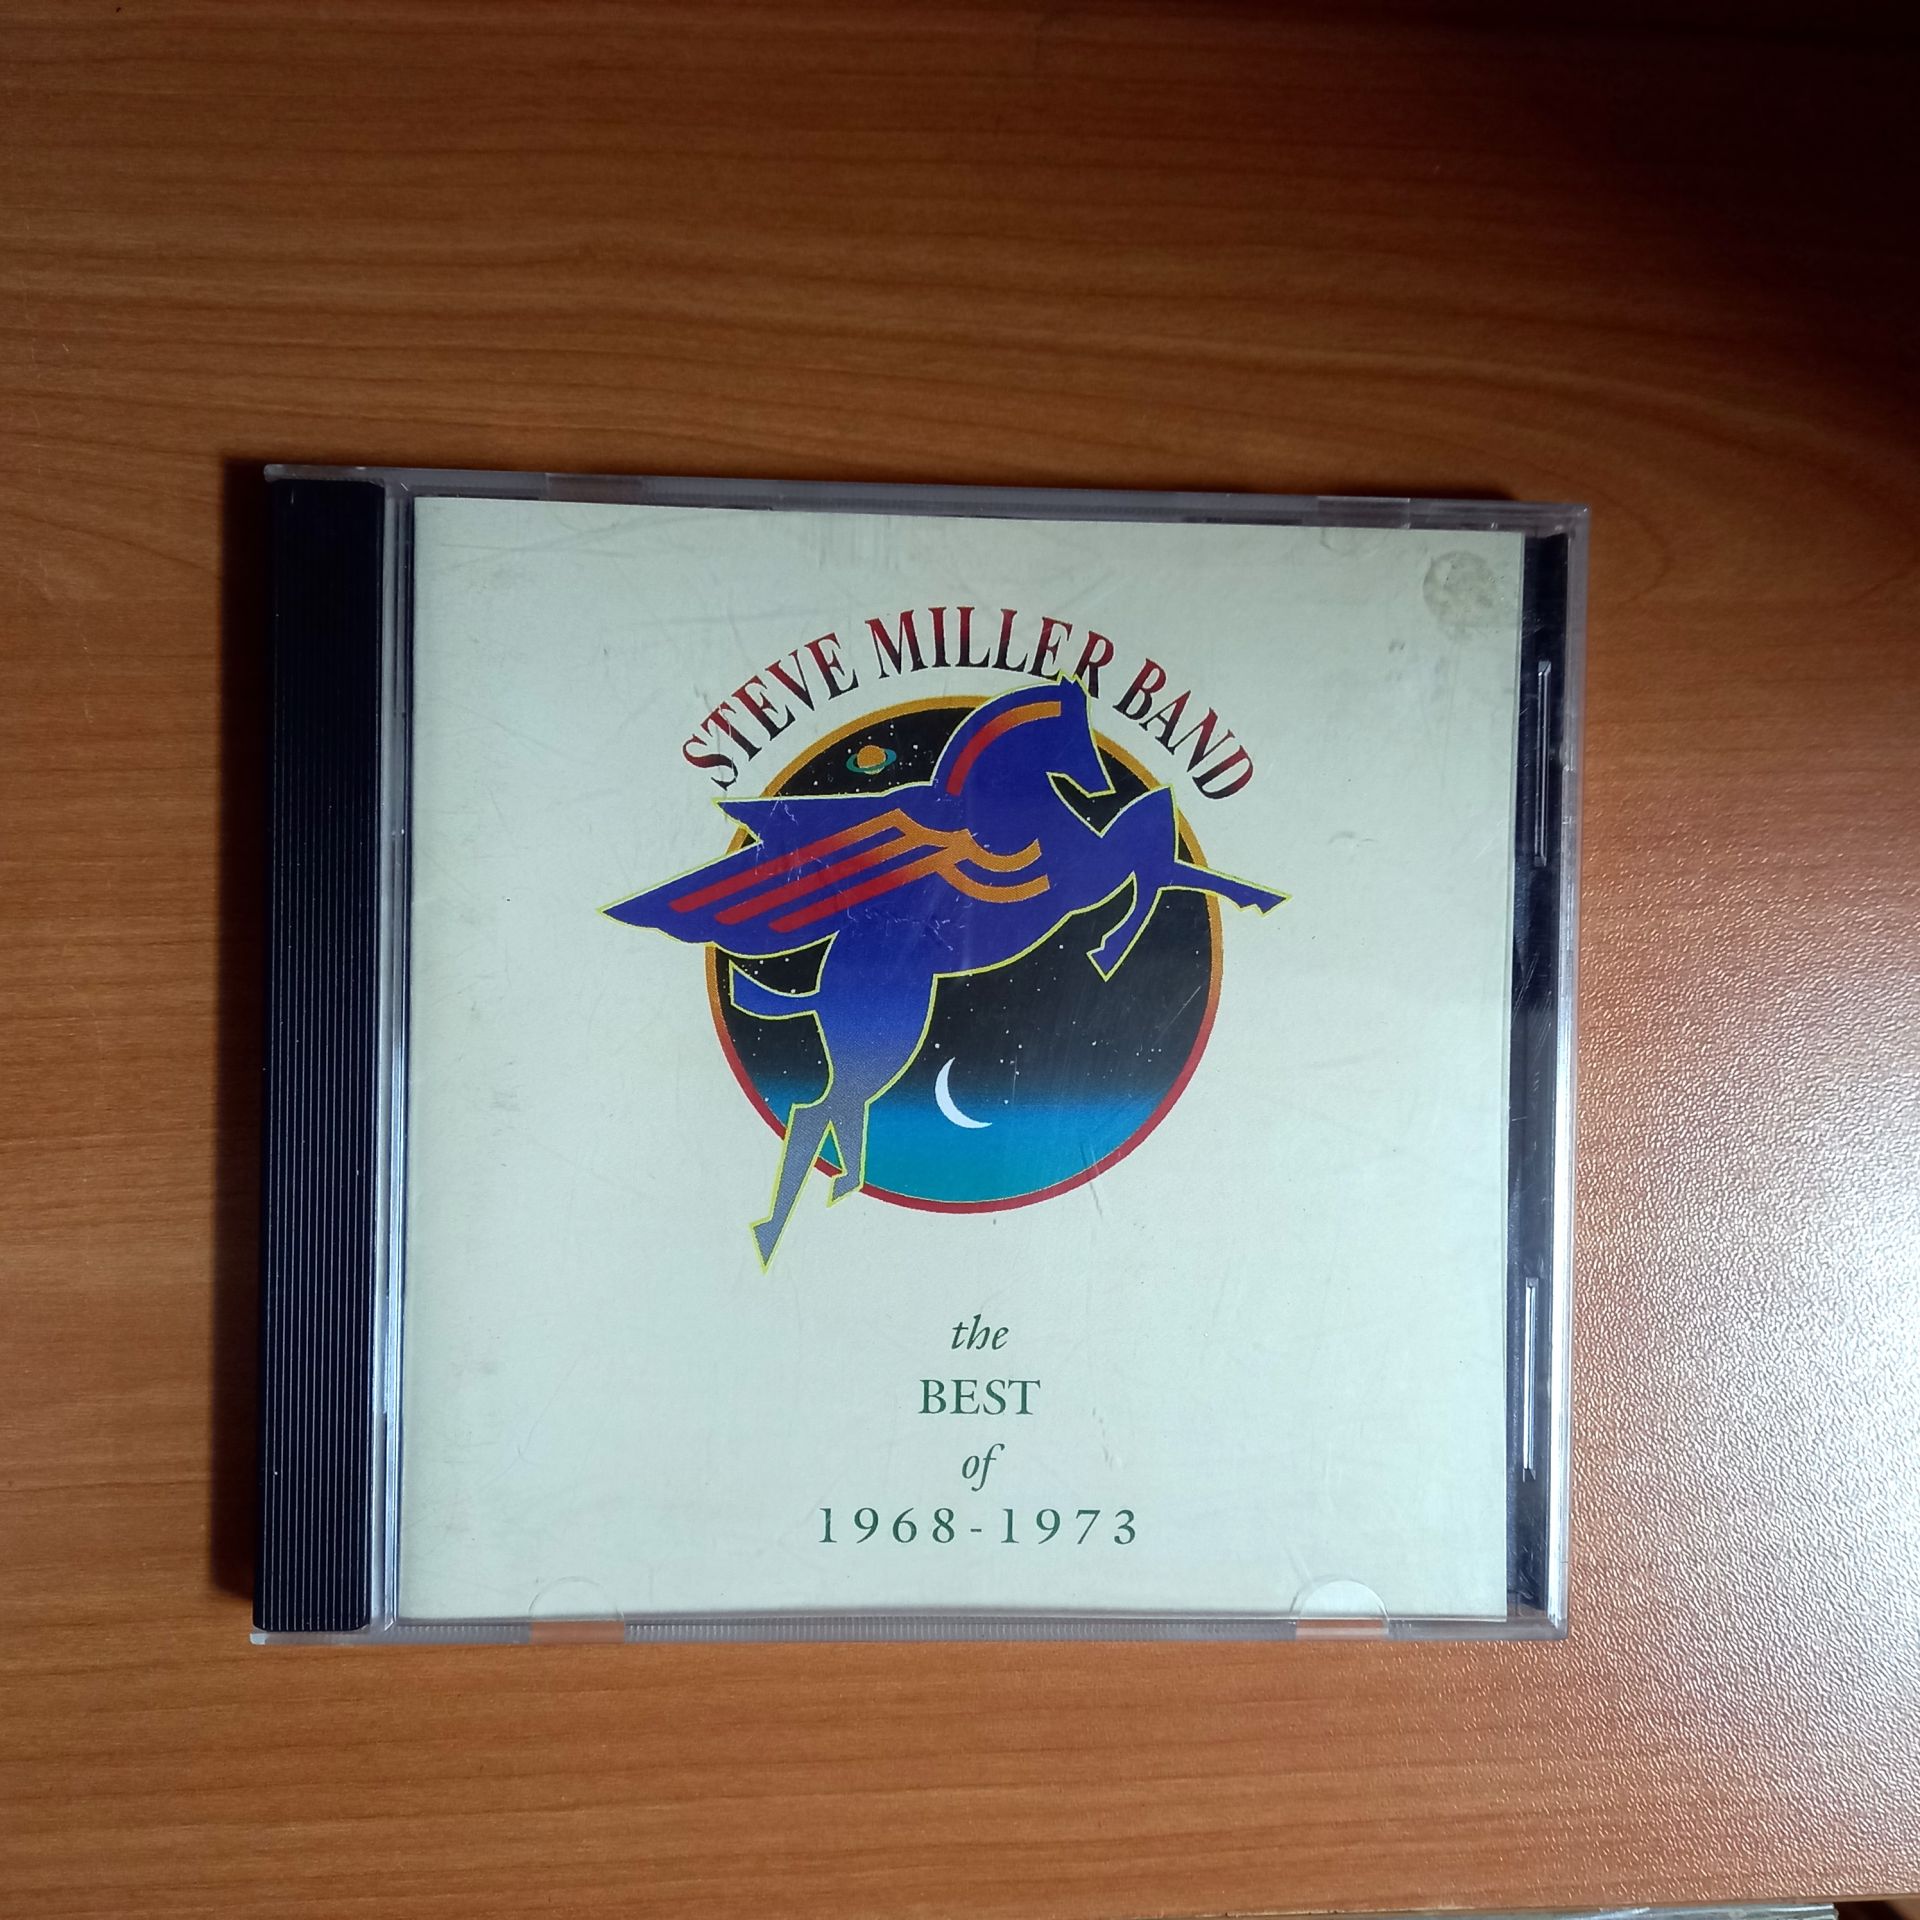 STEVE MILLER BAND
the
BEST
of
1968-1973